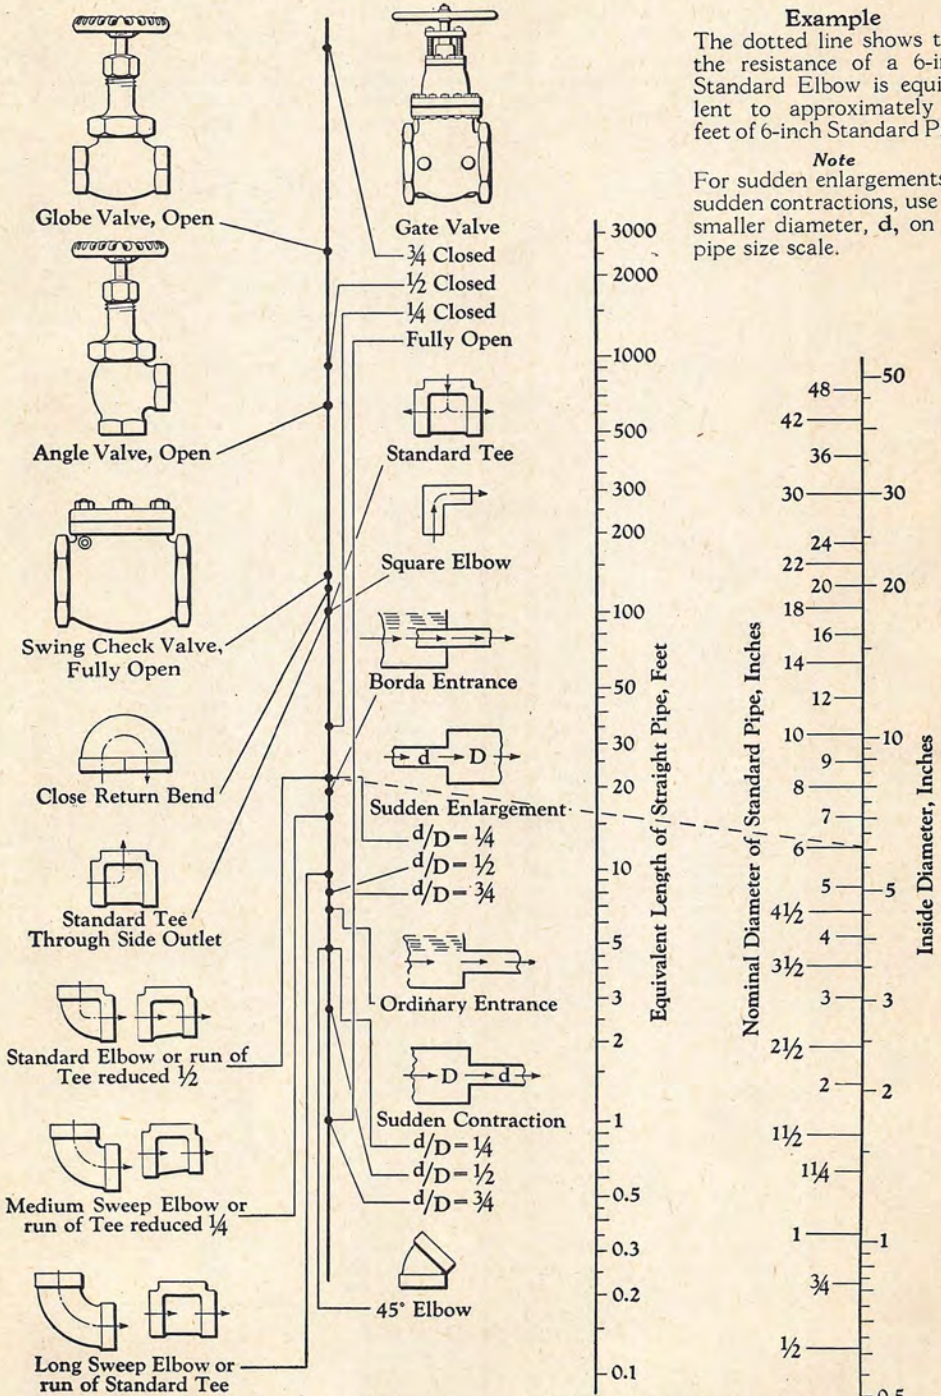 Globe Valve, Open
Angle Valve, Open
Swing Check Valve,
Fully Open
Close Return Bend
Standard Tee
Through Side Outlet
Standard Elbow or run of
Tee reduced ½
Medium Sweep Elbow or
run of Tee reduced ¼
Long Sweep Elbow or
run of Standard Tee
Gate Valve
¾ Closed
½ Closed
¼ Closed
Fully Open
Standard Tee
Square Elbow
Borda Entrance
d D
Sudden Enlargement
d/D=¼
d/D=½
d/D=¾
Ordinary Entrance
D d
Sudden Contraction
d/D=¼
d/D=½
d/D=¾
45° Elbow
3000
2000
1000
500
300
200
100
50
30
20
10
5
3
2
1
0.5
0.3
0.2
0.1
Equivalent Length of Straight Pipe, Feet
Example
The dotted line shows
the resistance of a
Standard Elbow is
lent to approximately
feet of 6-inch Standard
Note
For sudden enlargements
sudden contractions, use
smaller diameter, d, on
pipe size scale.
Nominal Diameter of Standard Pipe, Inches
48
42
36
30
24
22
20
18
16
14
12
10
9
8
7
6
5
4½
4
3½
3
2½
2
1½
1¼
1
¾
½
50
30
20
10
5
3
2
1
0.5
Inside Diameter, Inches